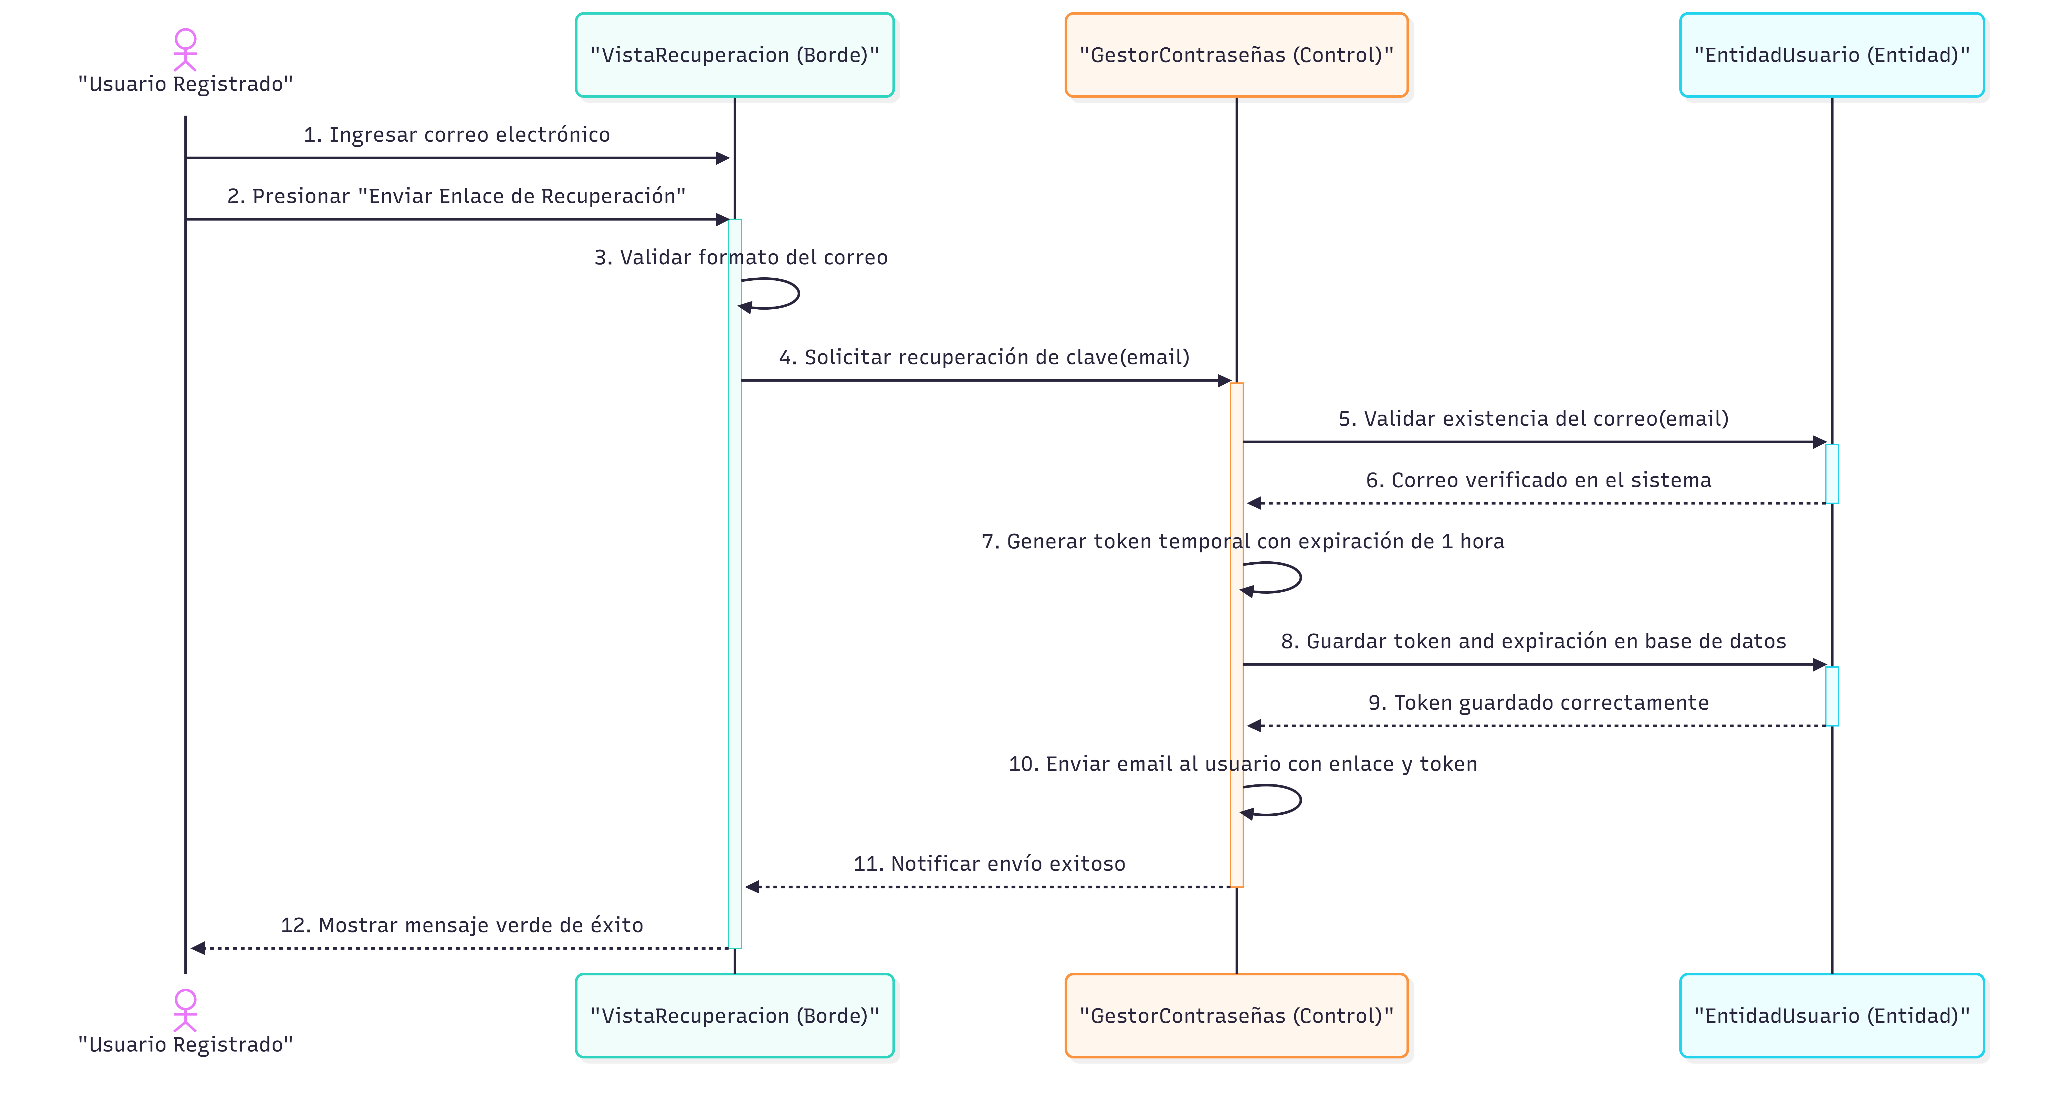 "Usuario Registrado"
"VistaRecuperacion (Borde)"
"GestorContraseñas (Control)"
"EntidadUsuario (Entidad)"
1. Ingresar correo electrónico
2. Presionar "Enviar Enlace de Recuperación"
3. Validar formato del correo
4. Solicitar recuperación de clave(email)
5. Validar existencia del correo(email)
6. Correo verificado en el sistema
7. Generar token temporal con expiración de 1 hora
8. Guardar token and expiración en base de datos
9. Token guardado correctamente
10. Enviar email al usuario con enlace y token
11. Notificar envío exitoso
12. Mostrar mensaje verde de éxito
"Usuario Registrado"
"VistaRecuperacion (Borde)"
"GestorContraseñas (Control)"
"EntidadUsuario (Entidad)"